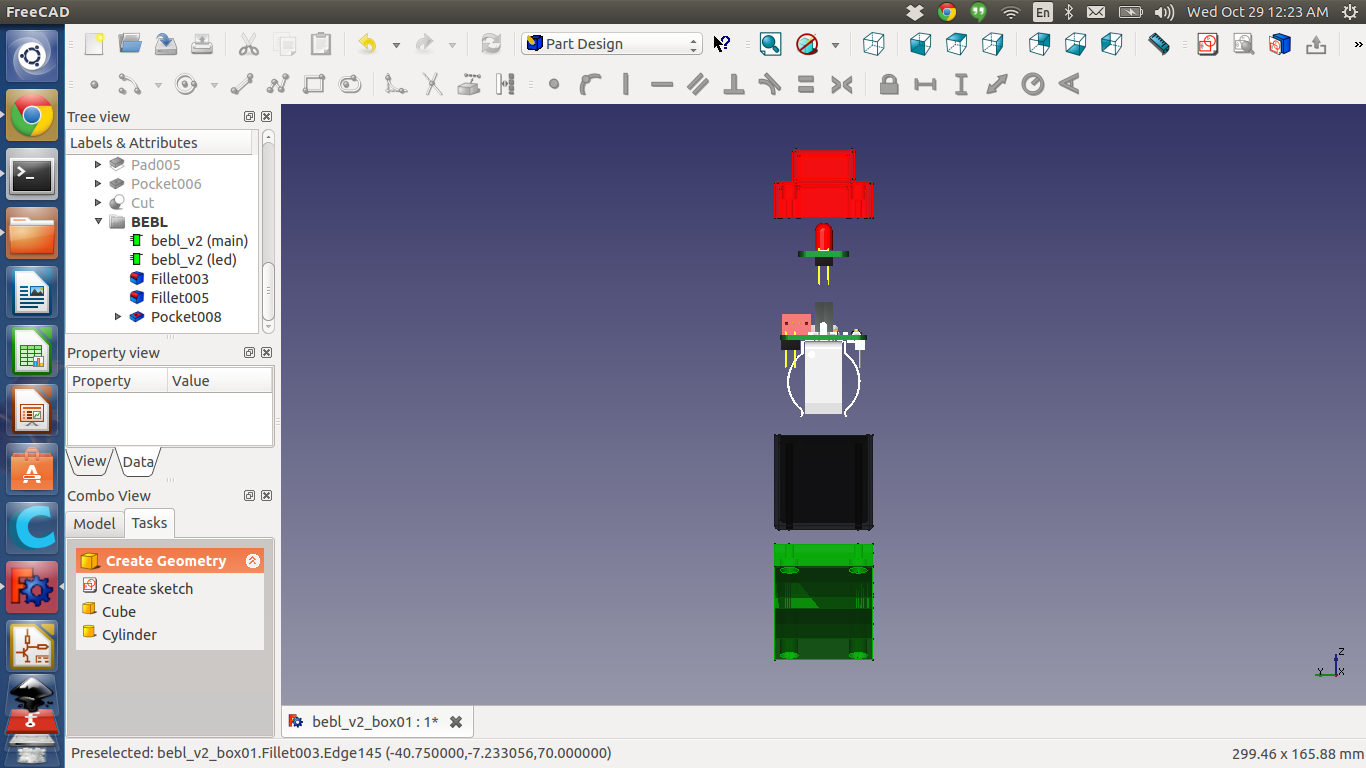 FreeCAD
En
Wed Oct 29 12:23 AM
Part Design
»
Tree view
Labels & Attributes
Pad005
Pocket006
Cut
BEBL
bebl_v2 (main)
bebl_v2 (led)
Fillet003
Fillet005
Pocket008
Property view
Property Value
View Data
Combo View
Model Tasks
Create Geometry
Create sketch
Cube
Cylinder
Z
Y X
bebl_v2_box01 : 1*
Preselected: bebl_v2_box01.Fillet003.Edge145 (-40.750000,-7.233056,70.000000)
299.46 x 165.88 mm